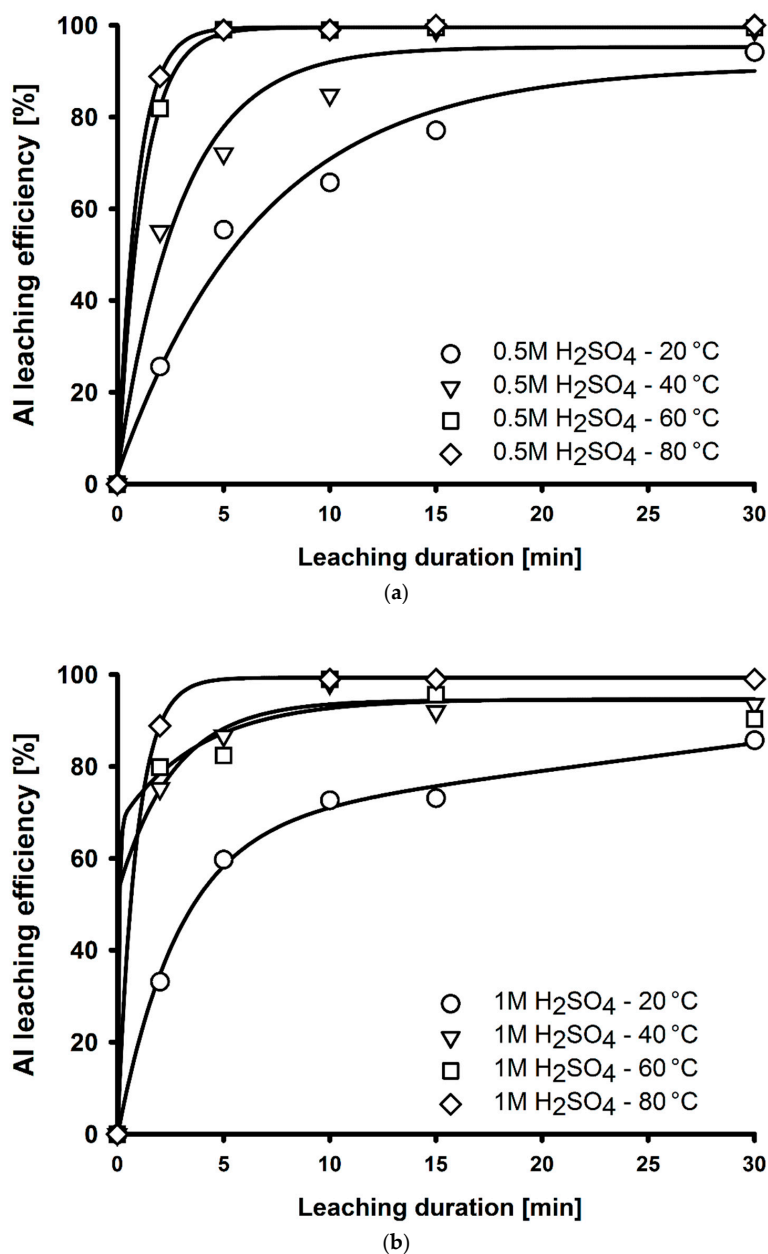 100
80
60
40
20
0
Al leaching efficiency [%]
0.5M H₂SO₄ - 20 °C
0.5M H₂SO₄ - 40 °C
0.5M H₂SO₄ - 60 °C
0.5M H₂SO₄ - 80 °C
0 5 10 15 20 25 30
Leaching duration [min]
(a)
100
80
60
40
20
0
Al leaching efficiency [%]
1M H₂SO₄ - 20 °C
1M H₂SO₄ - 40 °C
1M H₂SO₄ - 60 °C
1M H₂SO₄ - 80 °C
0 5 10 15 20 25 30
Leaching duration [min]
(b)